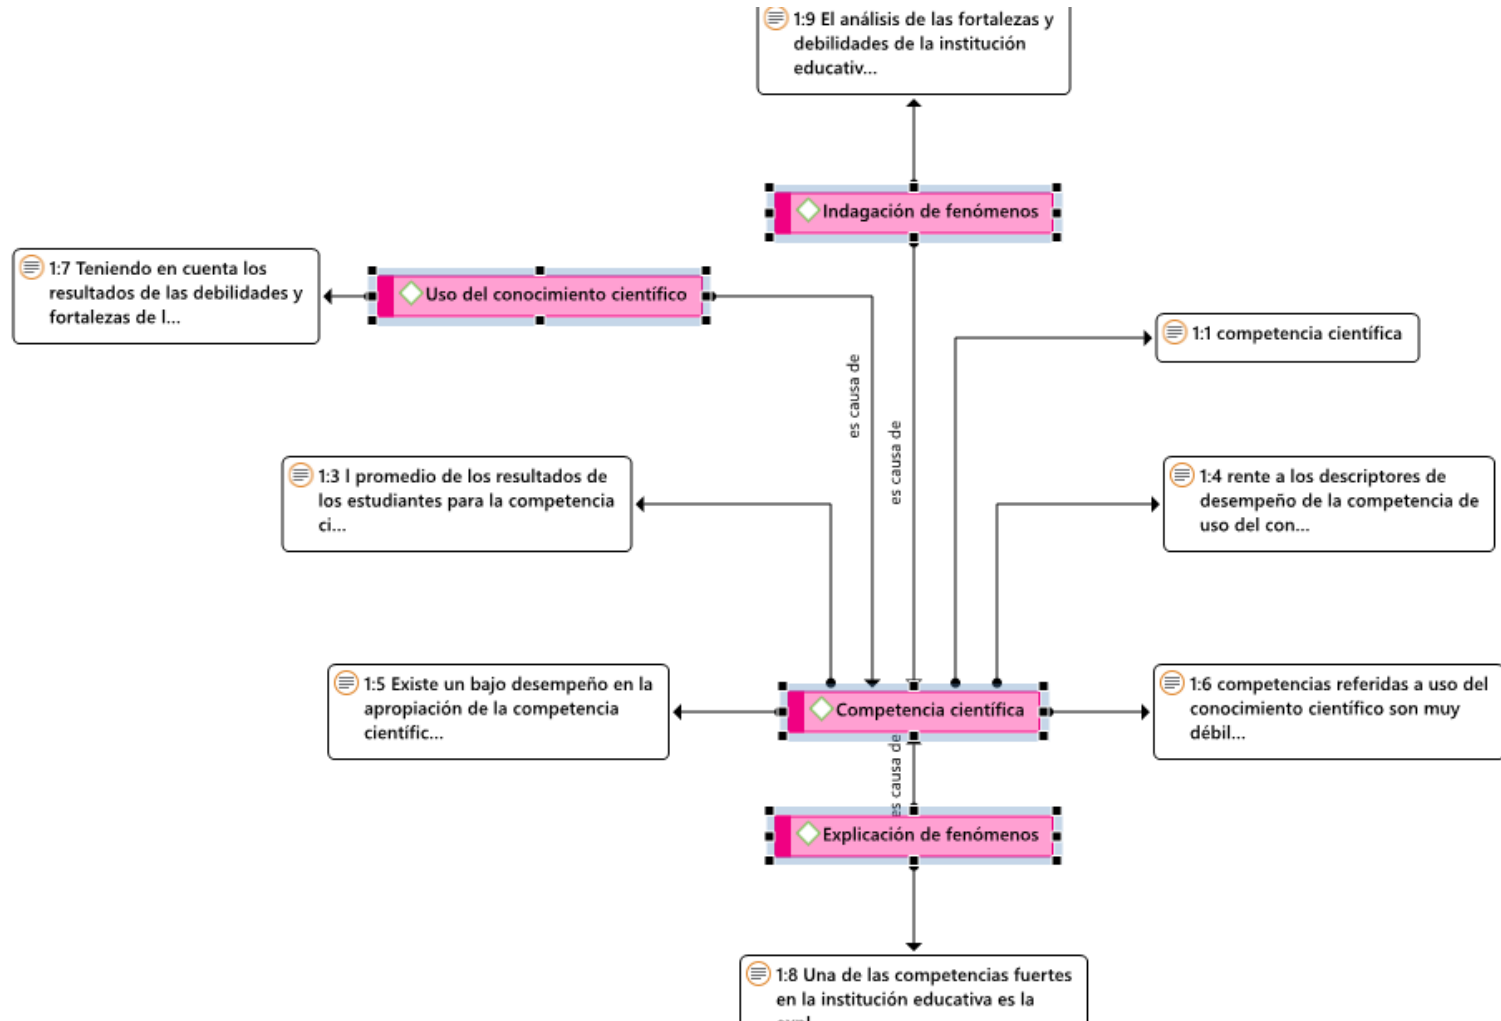 1:9 El análisis de las fortalezas y
debilidades de la institución
educativ...
Indagación de fenómenos
1:7 Teniendo en cuenta los
resultados de las debilidades y
fortalezas de l...
Uso del conocimiento científico
1:1 competencia científica
es causa de
es causa de
1:3 l promedio de los resultados de
los estudiantes para la competencia
ci...
1:4 rente a los descriptores de
desempeño de la competencia de
uso del con...
1:5 Existe un bajo desempeño en la
apropiación de la competencia
científic...
Competencia científica
1:6 competencias referidas a uso del
conocimiento científico son muy
débil...
es causa de
Explicación de fenómenos
1:8 Una de las competencias fuertes
en la institución educativa es la